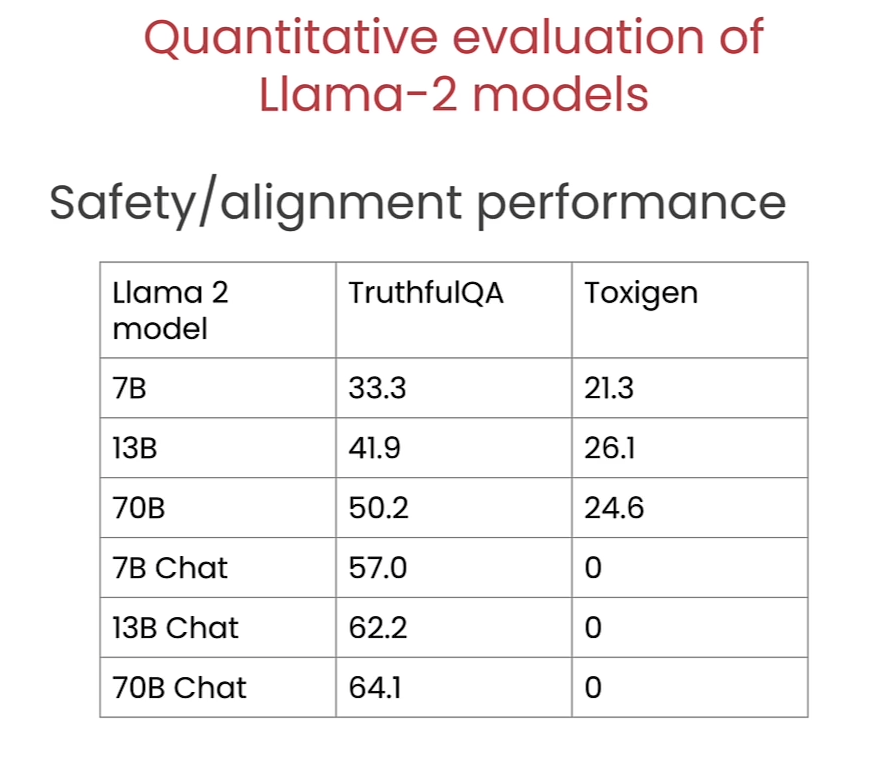 Quantitative evaluation of
Llama-2 models
Safety/alignment performance
Llama 2 model TruthfulQA Toxigen
7B 33.3 21.3
13B 41.9 26.1
70B 50.2 24.6
7B Chat 57.0 0
13B Chat 62.2 0
70B Chat 64.1 0